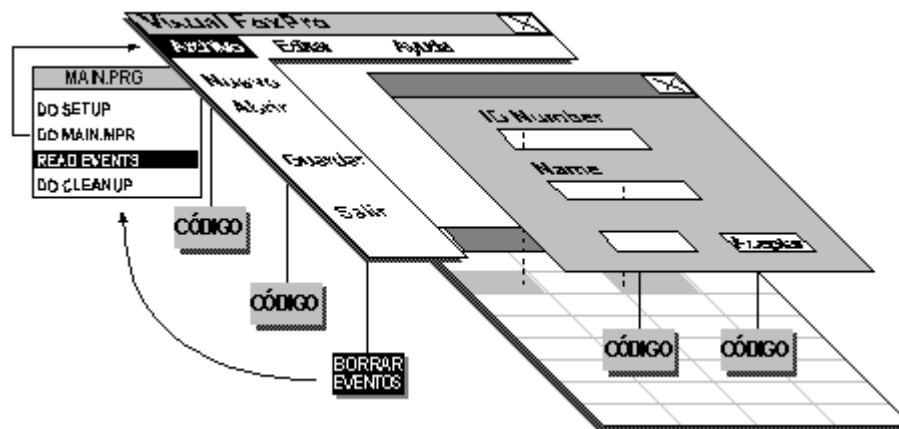 Visual FoxPro
Archivo Editar Ayuda
MAIN.PRG
DO SETUP
DO MAIN.MPR
READ EVENTS
DO CLEANUP
Nuevo
Abrir
Guardar
Salir
ID Number
Name
Aceptar
CÓDIGO
CÓDIGO
CÓDIGO
CÓDIGO
BORRAR
EVENTOS